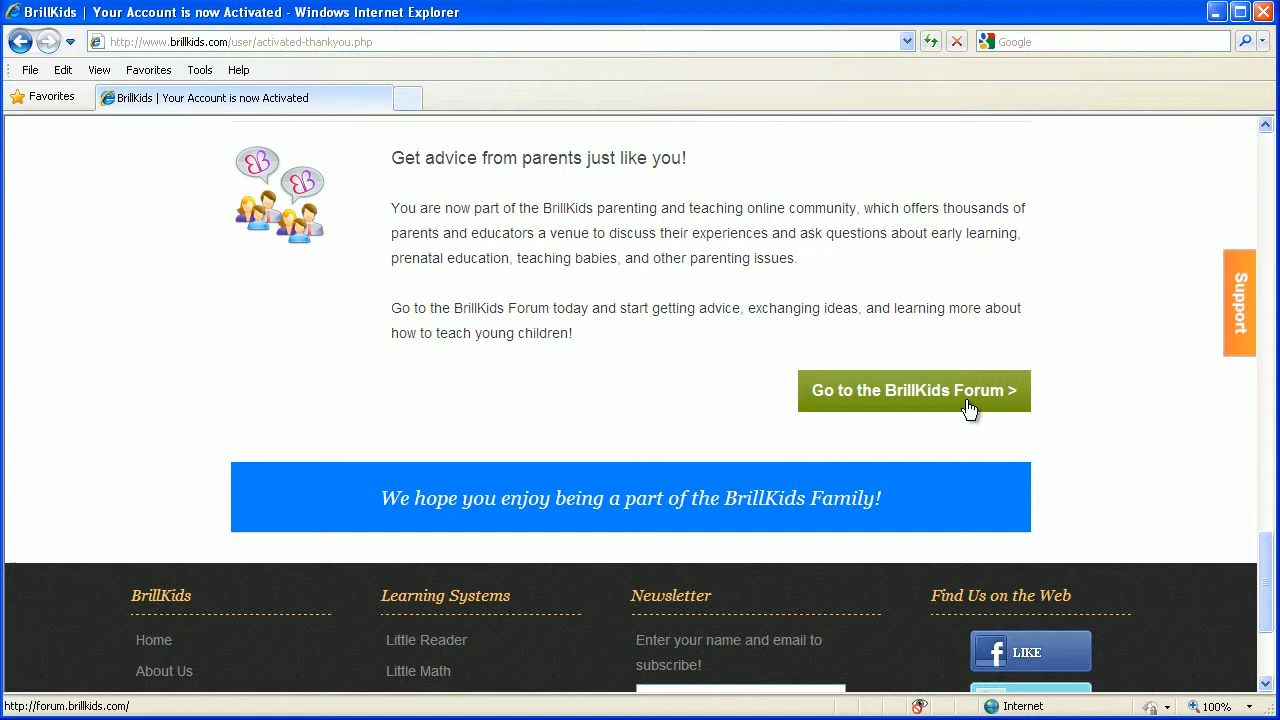 BrillKids | Your Account is now Activated - Windows Internet Explorer
http://www.brillkids.com/user/activated-thankyou.php
Google
File Edit View Favorites Tools Help
Favorites
BrillKids | Your Account is now Activated
Get advice from parents just like you!
You are now part of the BrillKids parenting and teaching online community, which offers thousands of
parents and educators a venue to discuss their experiences and ask questions about early learning,
prenatal education, teaching babies, and other parenting issues.
Go to the BrillKids Forum today and start getting advice, exchanging ideas, and learning more about
how to teach young children!
Support
Go to the BrillKids Forum >
We hope you enjoy being a part of the BrillKids Family!
BrillKids
Home
About Us
Learning Systems
Little Reader
Little Math
Newsletter
Enter your name and email to
subscribe!
Find Us on the Web
LIKE
http://forum.brillkids.com/
Internet
100%